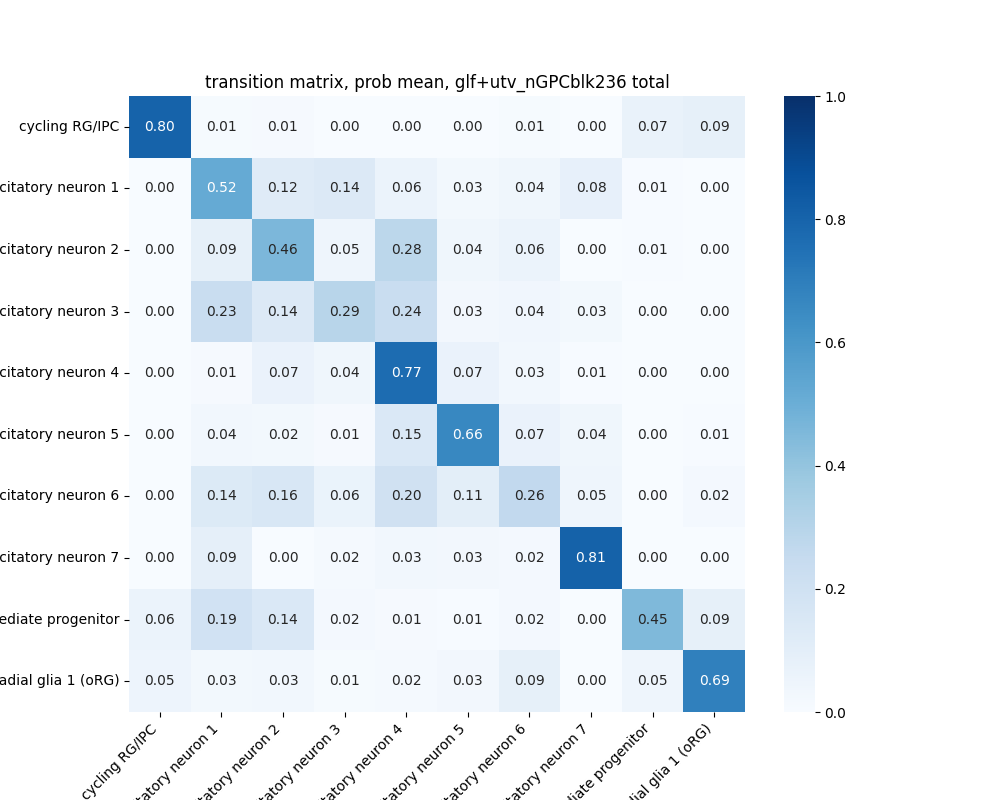 transition matrix, prob mean, glf+utv_nGPCblk236 total
cycling RG/IPC 0.80 0.01 0.01 0.00 0.00 0.00 0.01 0.00 0.07 0.09
citatory neuron 1 0.00 0.52 0.12 0.14 0.06 0.03 0.04 0.08 0.01 0.00
citatory neuron 2 0.00 0.09 0.46 0.05 0.28 0.04 0.06 0.00 0.01 0.00
citatory neuron 3 0.00 0.23 0.14 0.29 0.24 0.03 0.04 0.03 0.00 0.00
citatory neuron 4 0.00 0.01 0.07 0.04 0.77 0.07 0.03 0.01 0.00 0.00
citatory neuron 5 0.00 0.04 0.02 0.01 0.15 0.66 0.07 0.04 0.00 0.01
citatory neuron 6 0.00 0.14 0.16 0.06 0.20 0.11 0.26 0.05 0.00 0.02
citatory neuron 7 0.00 0.09 0.00 0.02 0.03 0.03 0.02 0.81 0.00 0.00
ediate progenitor 0.06 0.19 0.14 0.02 0.01 0.01 0.02 0.00 0.45 0.09
adial glia 1 (oRG) 0.05 0.03 0.03 0.01 0.02 0.03 0.09 0.00 0.05 0.69
cycling RG/IPC
tatory neuron 1
tatory neuron 2
tatory neuron 3
tatory neuron 4
tatory neuron 5
tatory neuron 6
tatory neuron 7
diate progenitor
dial glia 1 (oRG)
1.0
0.8
0.6
0.4
0.2
0.0